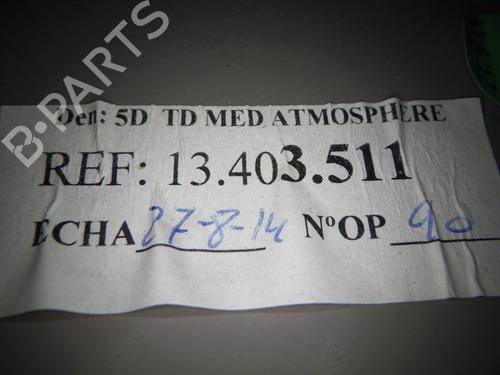 Den: 5D TD MED ATMOSPHERE
REF: 13.403.511
ECHA 27-8-14 NºOP 90
B-PARTS